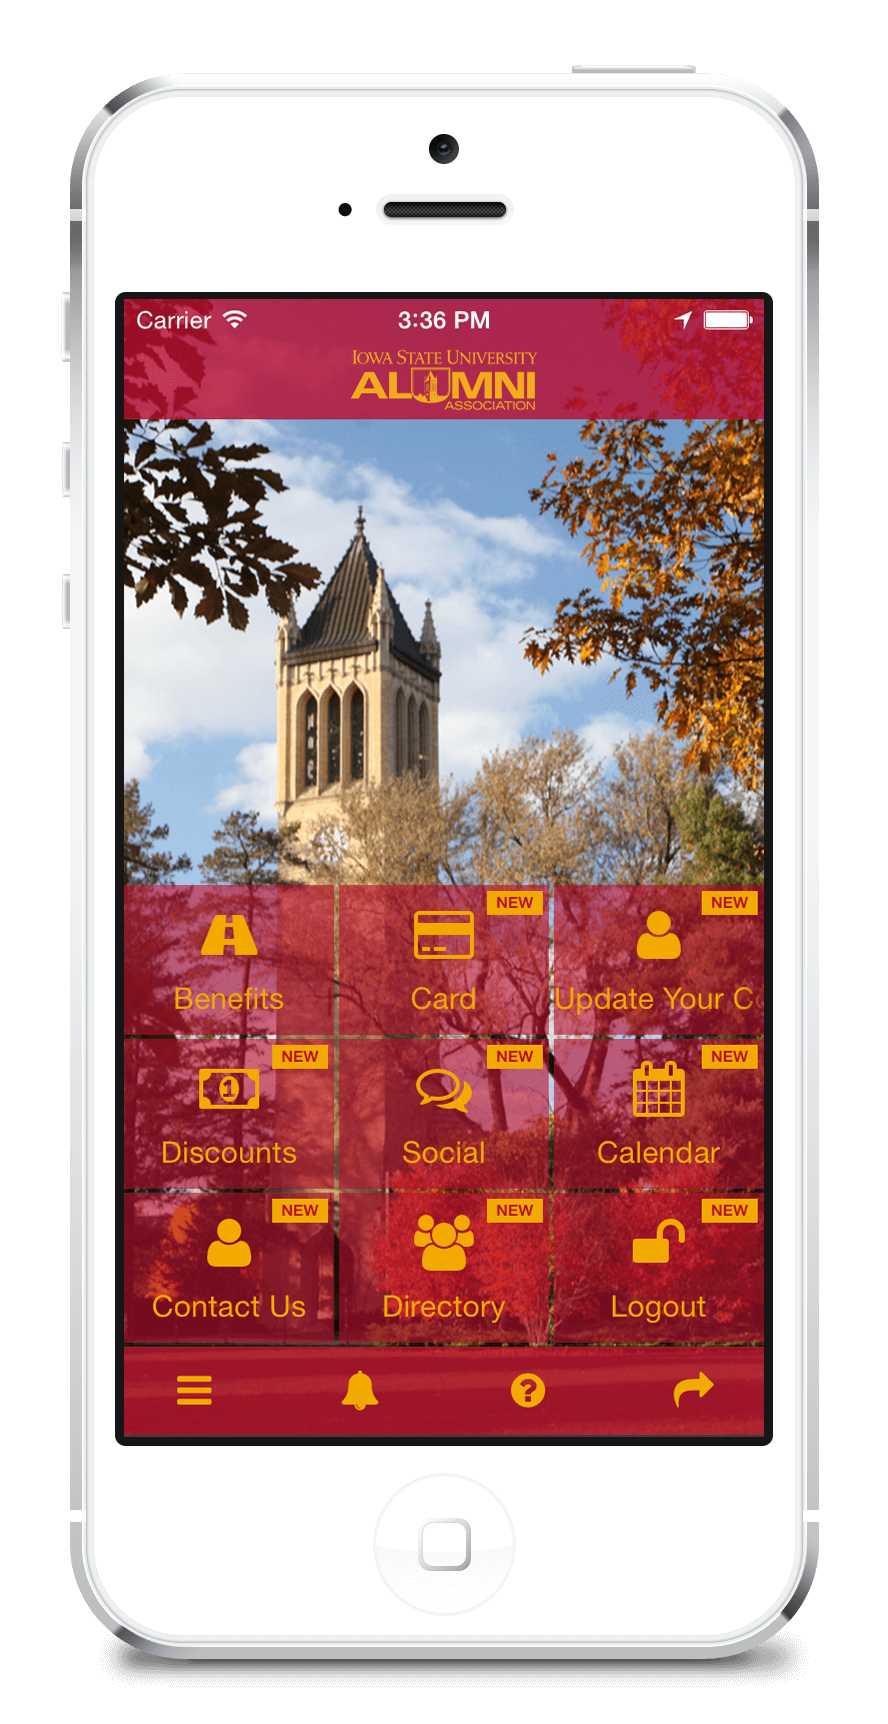 Carrier
3:36 PM
IOWA STATE UNIVERSITY
ALUMNI
ASSOCIATION
NEW
NEW
Benefits
Card
Update Your C
NEW
NEW
NEW
1
Discounts
Social
Calendar
NEW
NEW
NEW
Contact Us
Directory
Logout
?